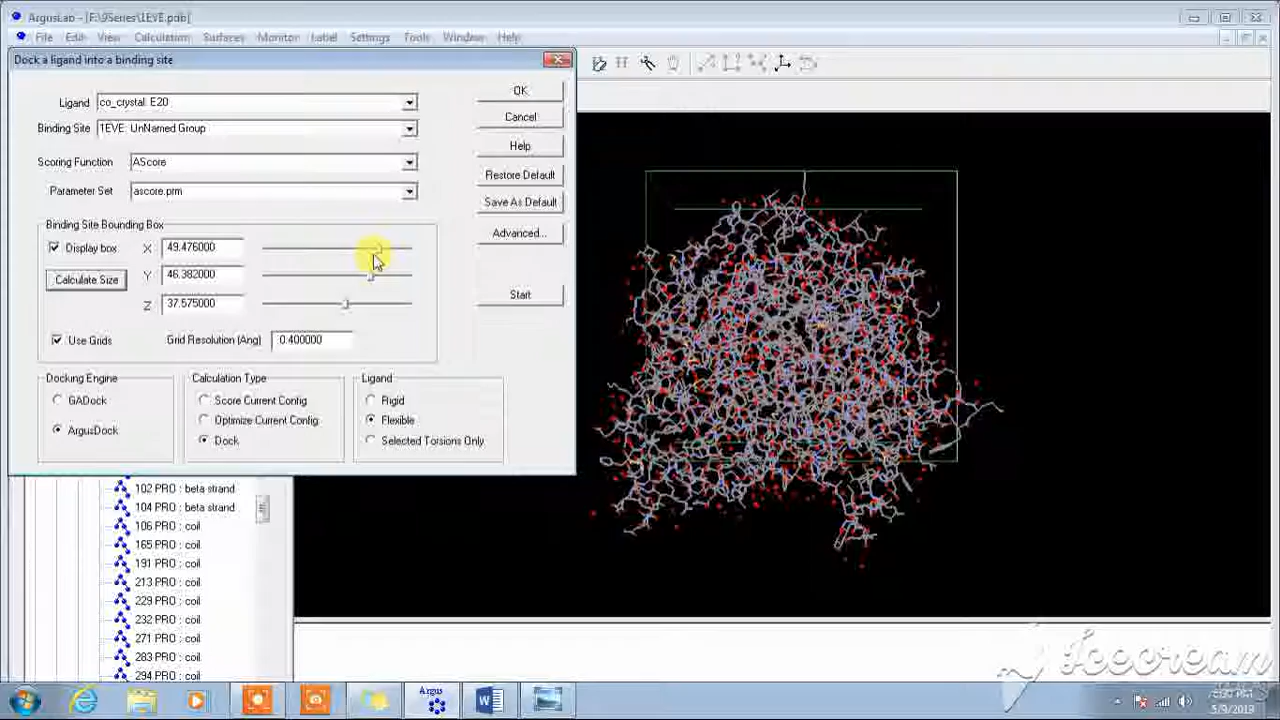 ArgusLab - [F:\9Series\1EVE.pdb]
File Edit View Calculation Surfaces Monitor Label Settings Tools Window Help
Dock a ligand into a binding site
Ligand co_crystal: E20
OK
Binding Site 1EVE UnNamed Group
Cancel
Help
Scoring Function AScore
Restore Default
Parameter Set ascore.prm
Save As Default
Binding Site Bounding Box
Advanced...
Display box X 49.476000
Calculate Size Y 46.382000
Z 37.575000
Start
Use Grids Grid Resolution (Ang) 0.400000
Docking Engine Calculation Type Ligand
GADock Score Current Config Rigid
Optimize Current Config Flexible
ArgusDock Dock Selected Torsions Only
102 PRO : beta strand
104 PRO : beta strand
106 PRO : coil
165 PRO : coil
191 PRO : coil
213 PRO : coil
229 PRO : coil
232 PRO : coil
271 PRO : coil
283 PRO : coil
294 PRO : coil
Icecream
Argus
5/9/2019